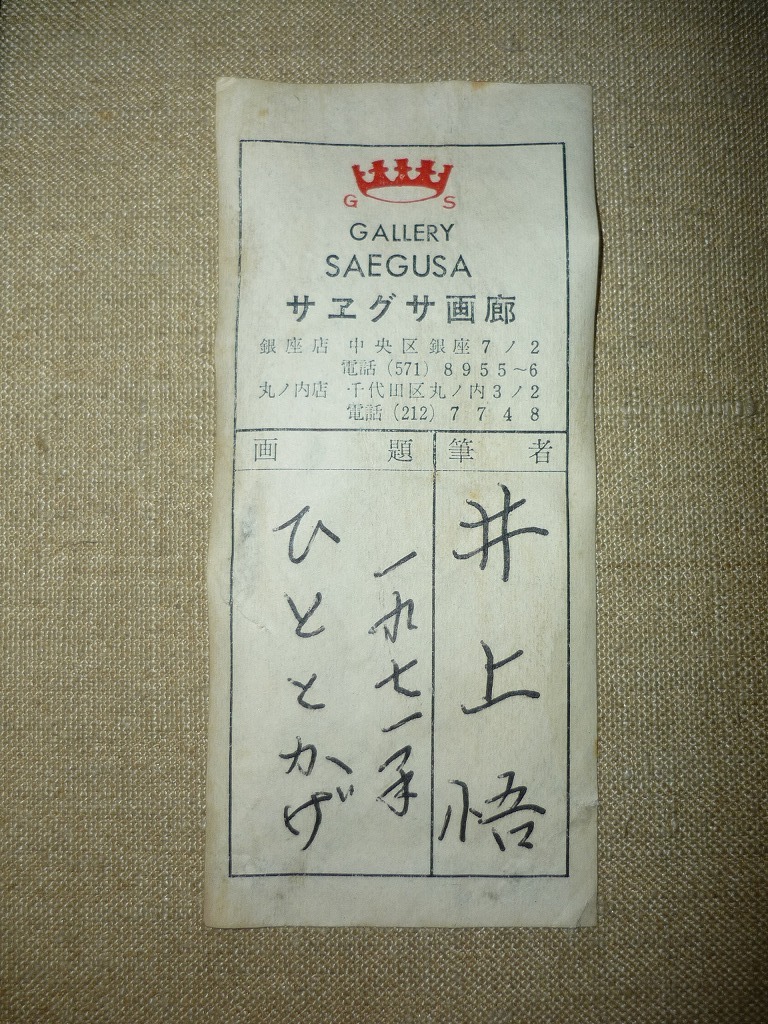 G S
GALLERY
SAEGUSA
サヱグサ画廊
銀座店 中央区銀座7ノ2
電話(571)8955~6
丸ノ内店 千代田区丸ノ内3ノ2
電話(212)7748
筆者
井上悟
画題
一九七一年
ひととかげ